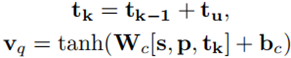 t_k = t_{k−1} + t_u,
v_q = tanh(W_c[s, p, t_k] + b_c)